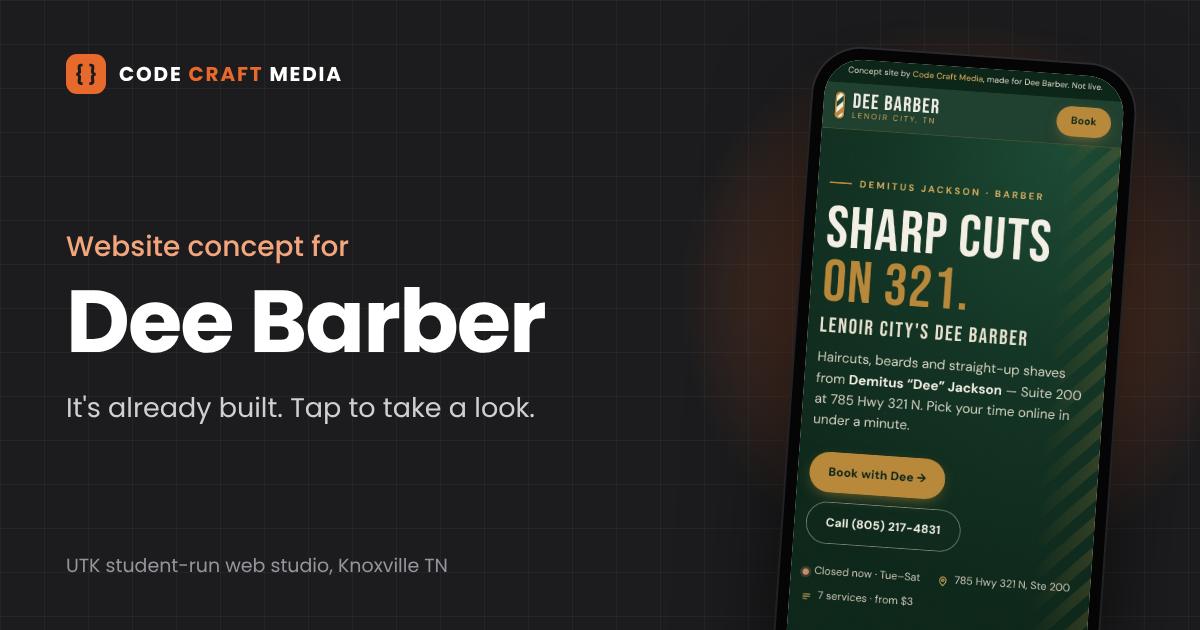 { } CODE CRAFT MEDIA
Website concept for
Dee Barber
It's already built. Tap to take a look.
UTK student-run web studio, Knoxville TN
Concept site by Code Craft Media, made for Dee Barber. Not live.
DEE BARBER
LENOIR CITY, TN
Book
DEMITUS JACKSON · BARBER
SHARP CUTS
ON 321.
LENOIR CITY'S DEE BARBER
Haircuts, beards and straight-up shaves
from Demitus “Dee” Jackson — Suite 200
at 785 Hwy 321 N. Pick your time online in
under a minute.
Book with Dee →
Call (805) 217-4831
Closed now · Tue–Sat
785 Hwy 321 N, Ste 200
7 services · from $3